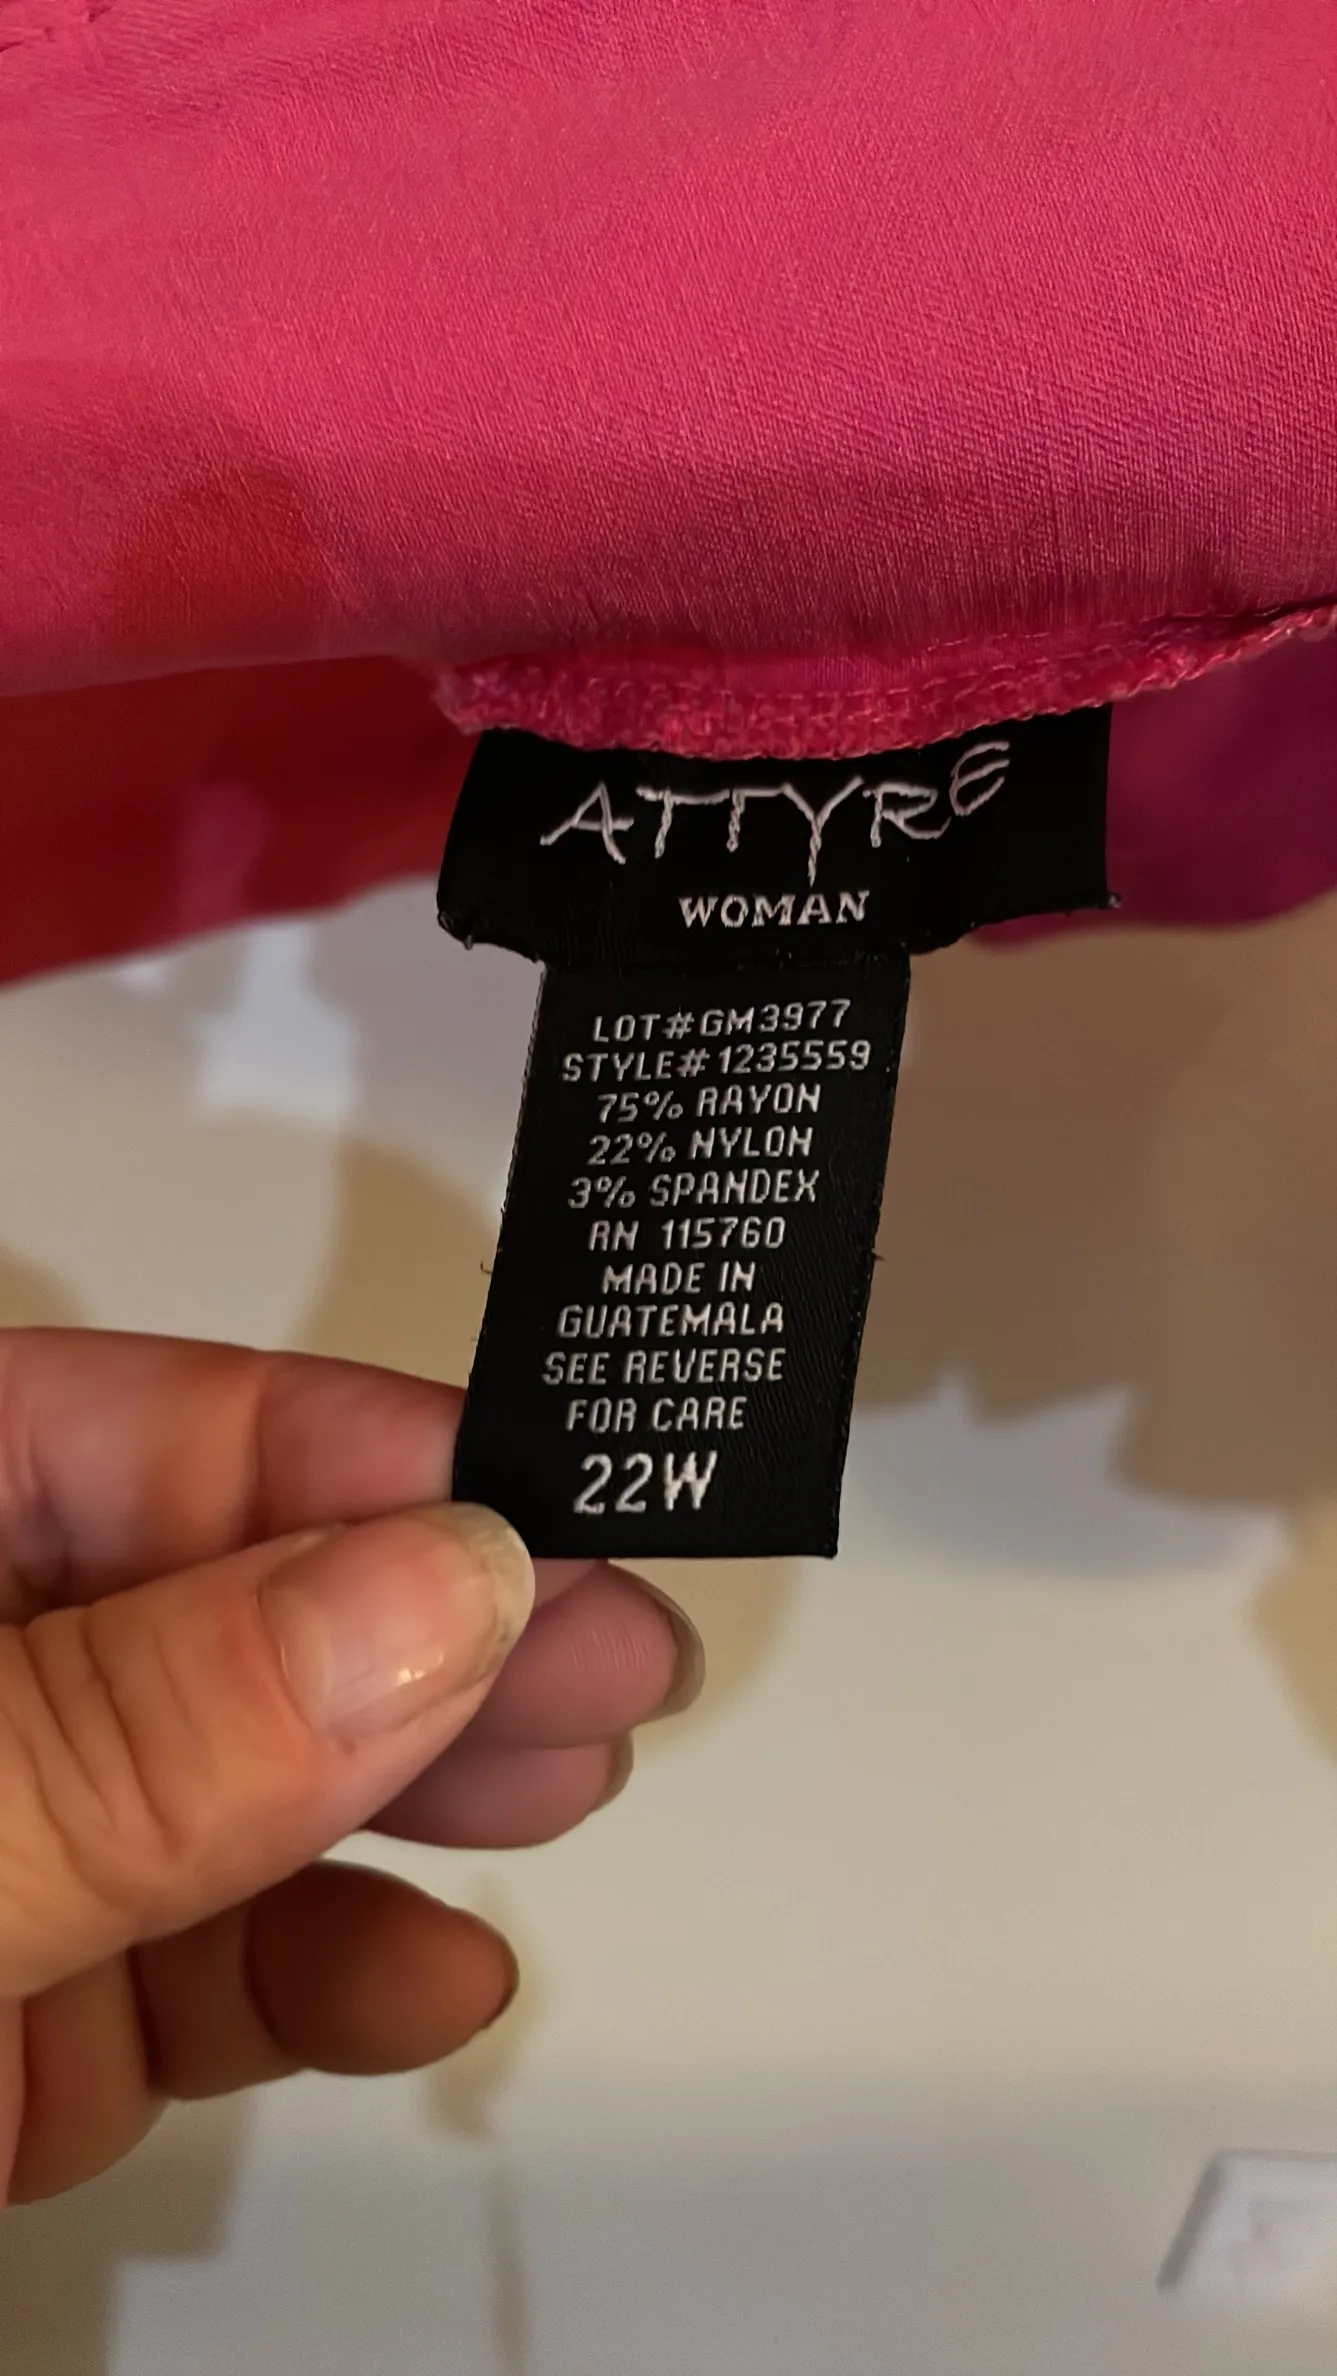 ATTYRE
WOMAN
LOT#GM3977
STYLE#1235559
75% RAYON
22% NYLON
3% SPANDEX
RN 115760
MADE IN
GUATEMALA
SEE REVERSE
FOR CARE
22W